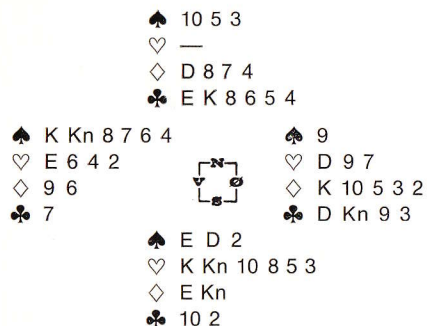 ♠ 10 5 3
♡ —
♢ D 8 7 4
♣ E K 8 6 5 4
♠ K Kn 8 7 6 4
♡ E 6 4 2
♢ 9 6
♣ 7
N
V Ø
S
♠ 9
♡ D 9 7
♢ K 10 5 3 2
♣ D Kn 9 3
♠ E D 2
♡ K Kn 10 8 5 3
♢ E Kn
♣ 10 2